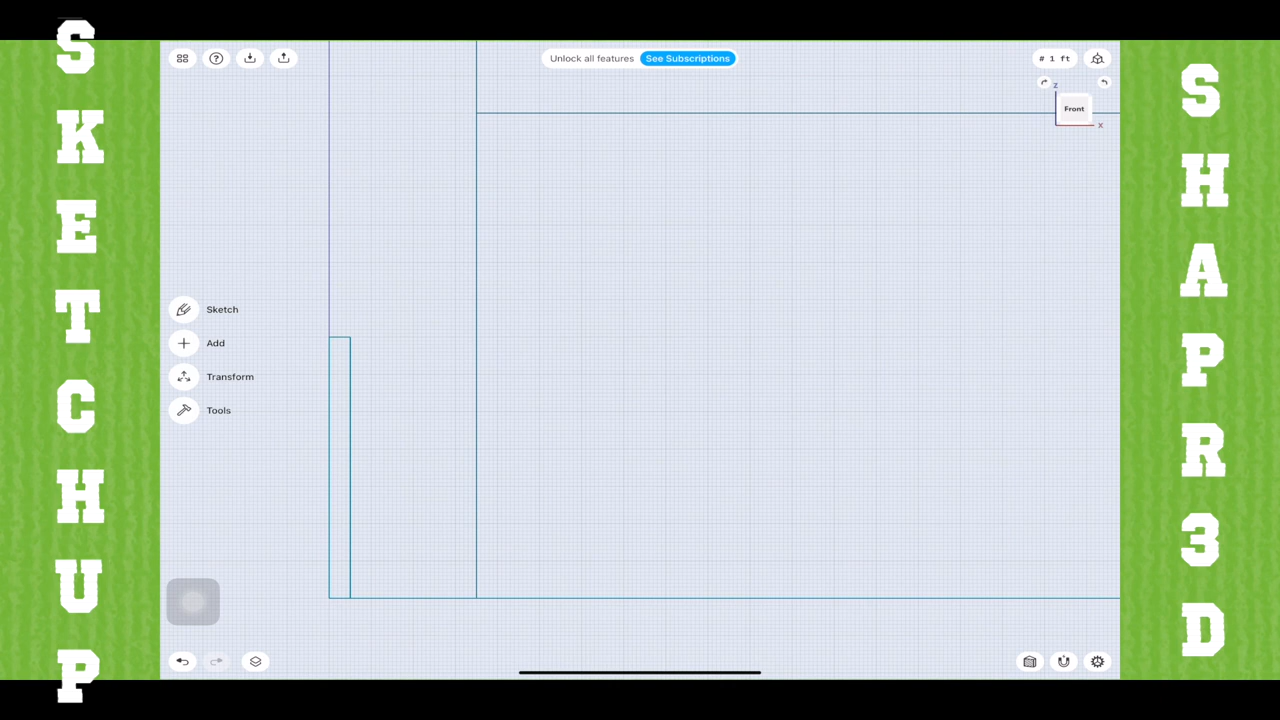 SKETCHUP
Unlock all features See Subscriptions
# 1 ft
Z
Front
X
Sketch
Add
Transform
Tools
SHAPR3D